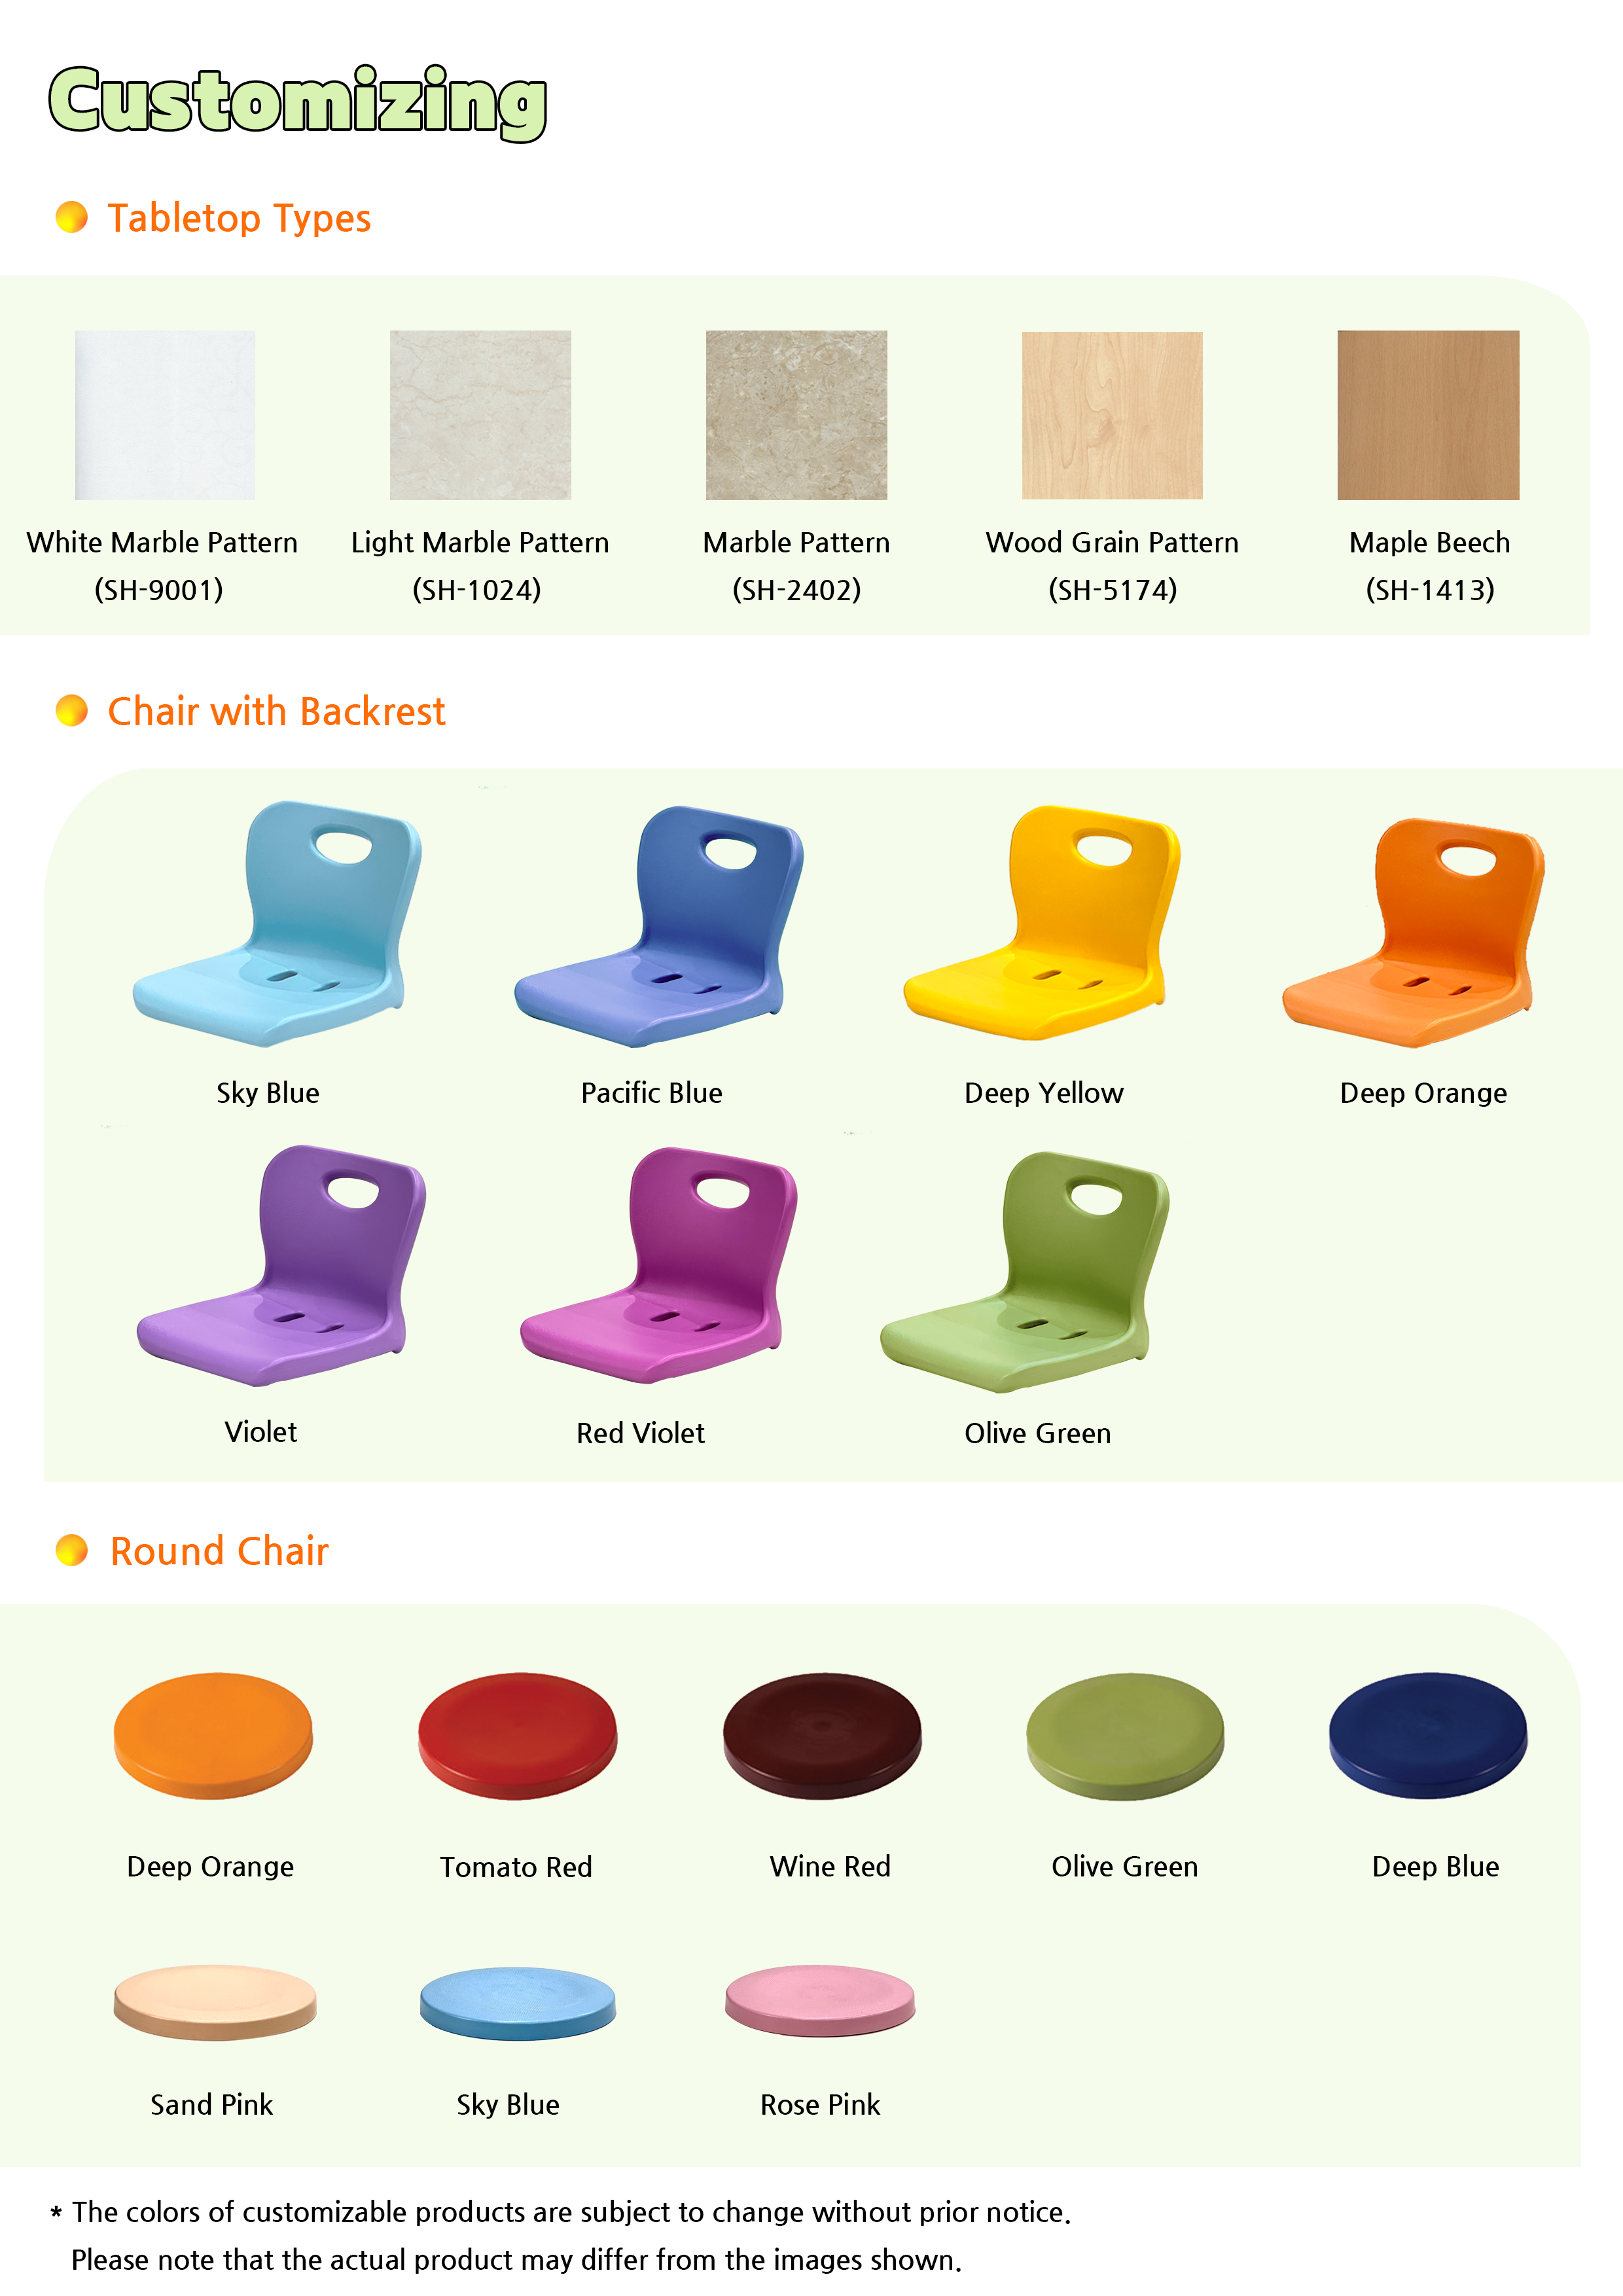 Customizing
Tabletop Types
White Marble Pattern
(SH-9001)
Light Marble Pattern
(SH-1024)
Marble Pattern
(SH-2402)
Wood Grain Pattern
(SH-5174)
Maple Beech
(SH-1413)
Chair with Backrest
Sky Blue
Pacific Blue
Deep Yellow
Deep Orange
Violet
Red Violet
Olive Green
Round Chair
Deep Orange
Tomato Red
Wine Red
Olive Green
Deep Blue
Sand Pink
Sky Blue
Rose Pink
* The colors of customizable products are subject to change without prior notice.
Please note that the actual product may differ from the images shown.